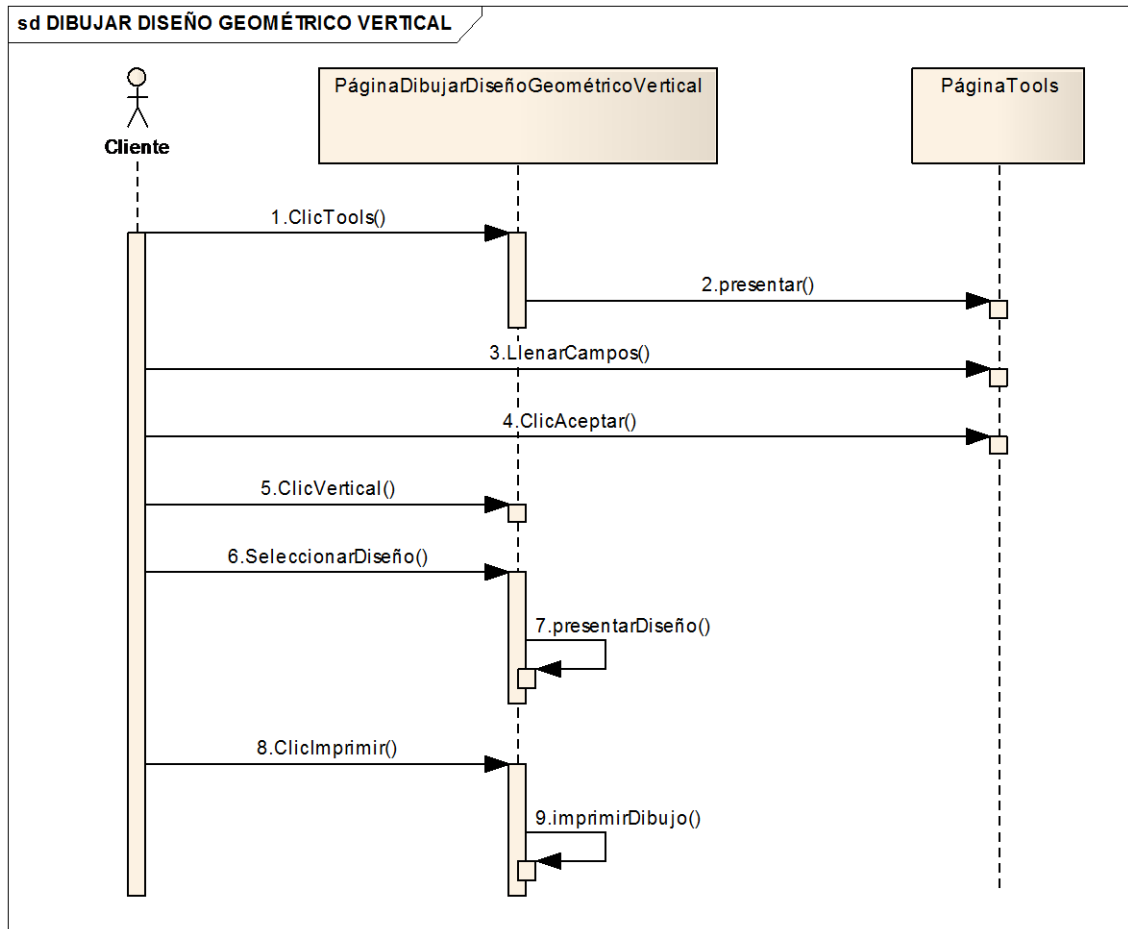 sd DIBUJAR DISEÑO GEOMÉTRICO VERTICAL
Cliente
PáginaDibujarDiseñoGeométricoVertical
PáginaTools
1.ClicTools()
2.presentar()
3.LlenarCampos()
4.ClicAceptar()
5.ClicVertical()
6.SeleccionarDiseño()
7.presentarDiseño()
8.ClicImprimir()
9.imprimirDibujo()